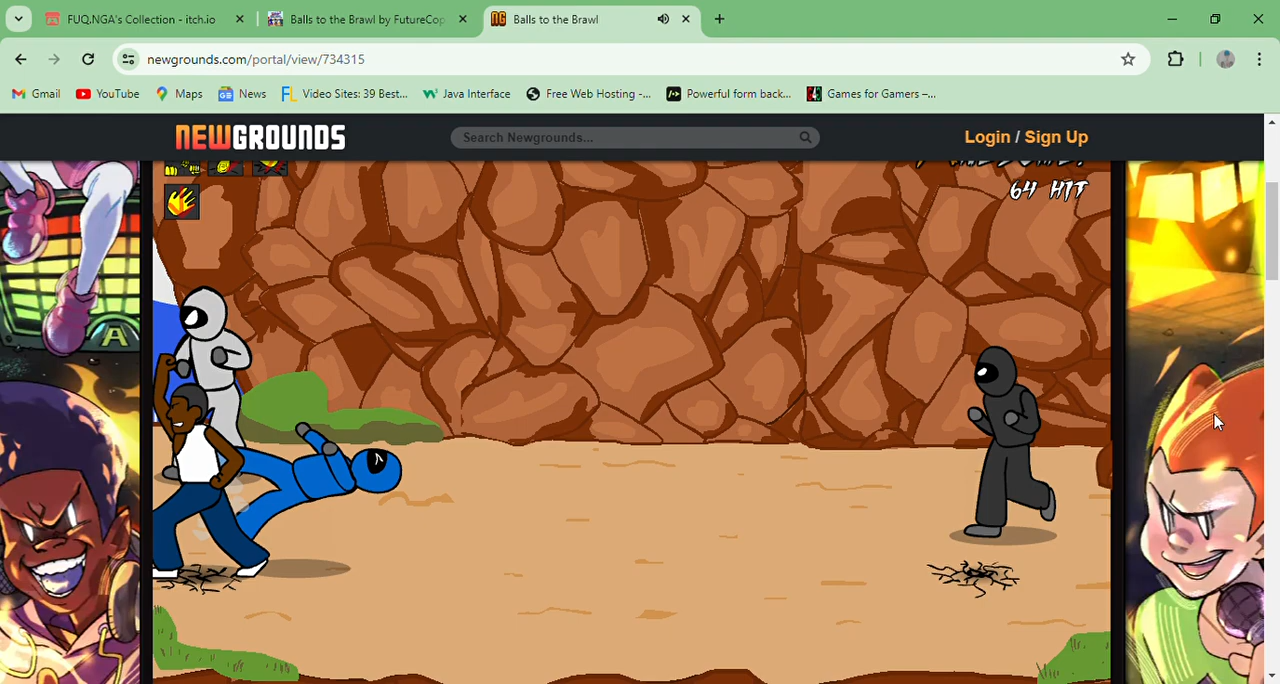 FUQ.NGA's Collection - itch.io
Balls to the Brawl by FutureCop
Balls to the Brawl
newgrounds.com/portal/view/734315
Gmail
YouTube
Maps
News
Video Sites: 39 Best...
Java Interface
Free Web Hosting -...
Powerful form back...
Games for Gamers –...
NEWGROUNDS
Search Newgrounds...
Login / Sign Up
64 HIT
A